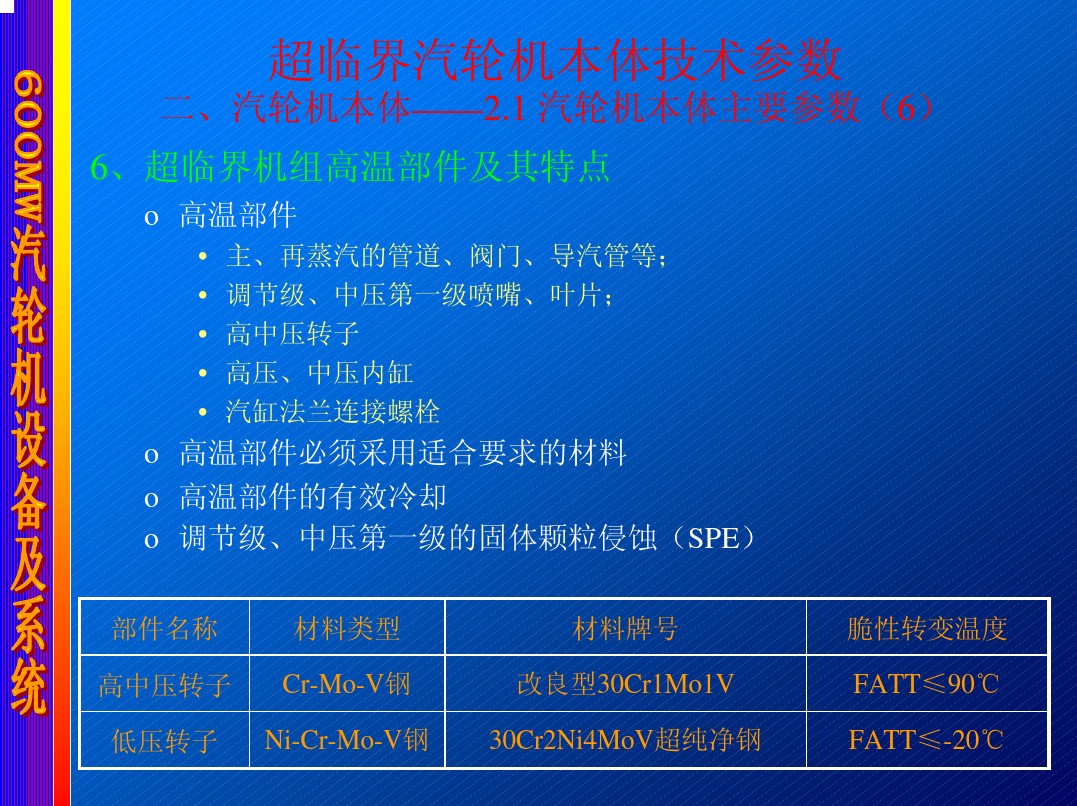 超临界汽轮机本体技术参数
二、汽轮机本体——2.1 汽轮机本体主要参数（6）
6、超临界机组高温部件及其特点
o 高温部件
• 主、再蒸汽的管道、阀门、导汽管等；
• 调节级、中压第一级喷嘴、叶片；
• 高中压转子
• 高压、中压内缸
• 汽缸法兰连接螺栓
o 高温部件必须采用适合要求的材料
o 高温部件的有效冷却
o 调节级、中压第一级的固体颗粒侵蚀（SPE）
部件名称 材料类型 材料牌号 脆性转变温度
高中压转子 Cr-Mo-V钢 改良型30Cr1Mo1V FATT≤90℃
低压转子 Ni-Cr-Mo-V钢 30Cr2Ni4MoV超纯净钢 FATT≤-20℃
600MW汽轮机设备及系统